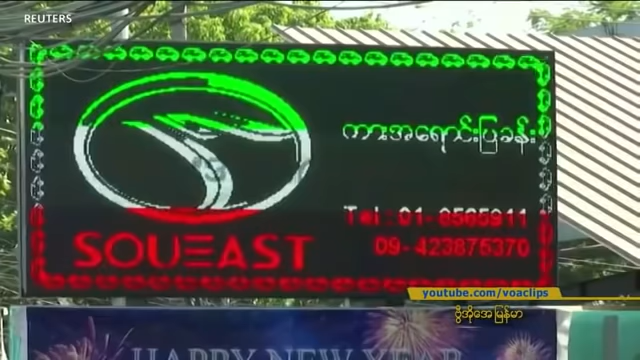 REUTERS
ကားအရောင်းပြခန်း
Tel: 01- 8565911
09- 423875370
SOUEAST
youtube.com/voaclips
ဗွီအိုအေမြန်မာ
HAPPY NEW YEAR